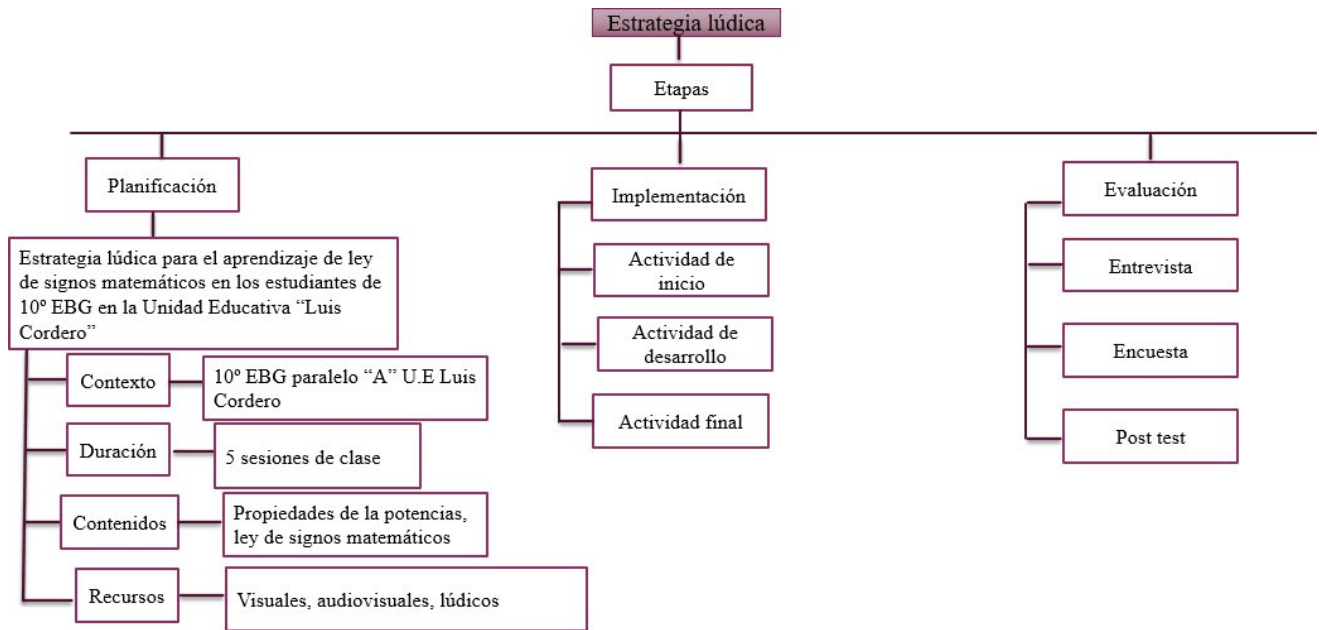 Estrategia lúdica
Etapas
Planificación
Estrategia lúdica para el aprendizaje de ley
de signos matemáticos en los estudiantes de
10º EBG en la Unidad Educativa “Luis
Cordero”
Contexto
10º EBG paralelo “A” U.E Luis
Cordero
Duración
5 sesiones de clase
Contenidos
Propiedades de la potencias,
ley de signos matemáticos
Recursos
Visuales, audiovisuales, lúdicos
Implementación
Actividad de
inicio
Actividad de
desarrollo
Actividad final
Evaluación
Entrevista
Encuesta
Post test